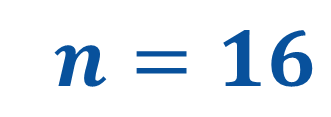 n = 16